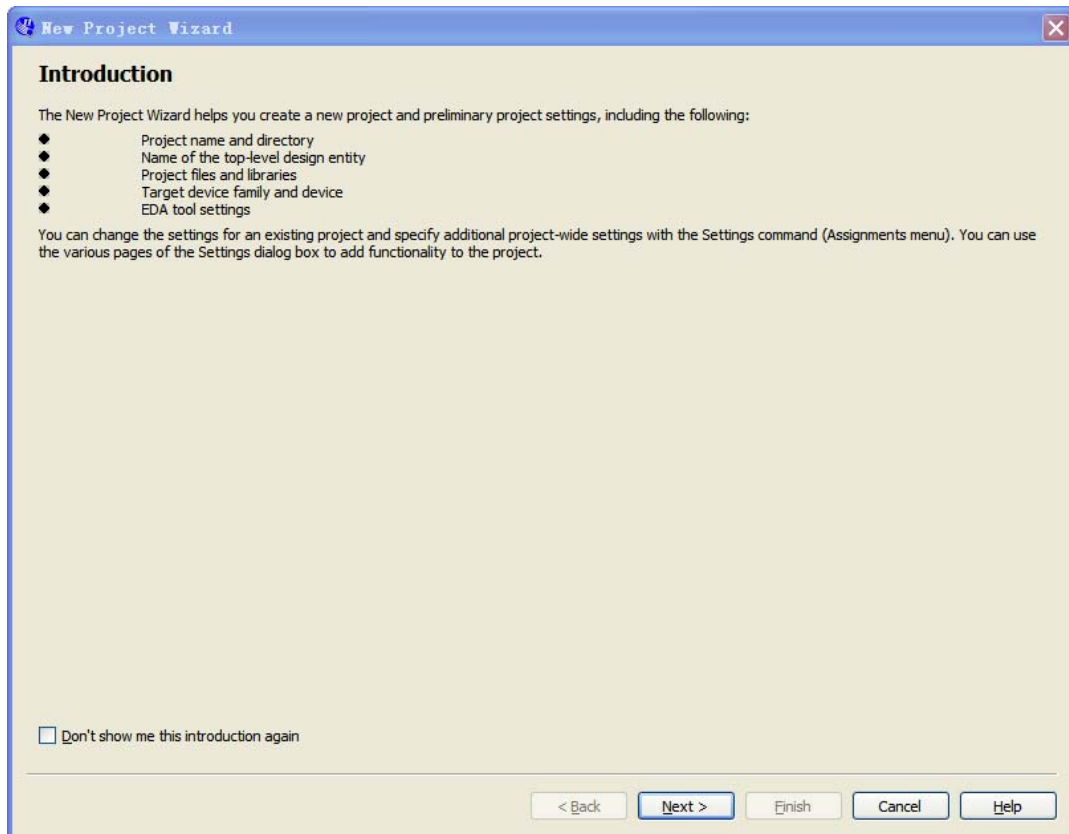 New Project Wizard
Introduction
The New Project Wizard helps you create a new project and preliminary project settings, including the following:
◆ Project name and directory
◆ Name of the top-level design entity
◆ Project files and libraries
◆ Target device family and device
◆ EDA tool settings
You can change the settings for an existing project and specify additional project-wide settings with the Settings command (Assignments menu). You can use
the various pages of the Settings dialog box to add functionality to the project.
Don't show me this introduction again
< Back Next > Finish Cancel Help